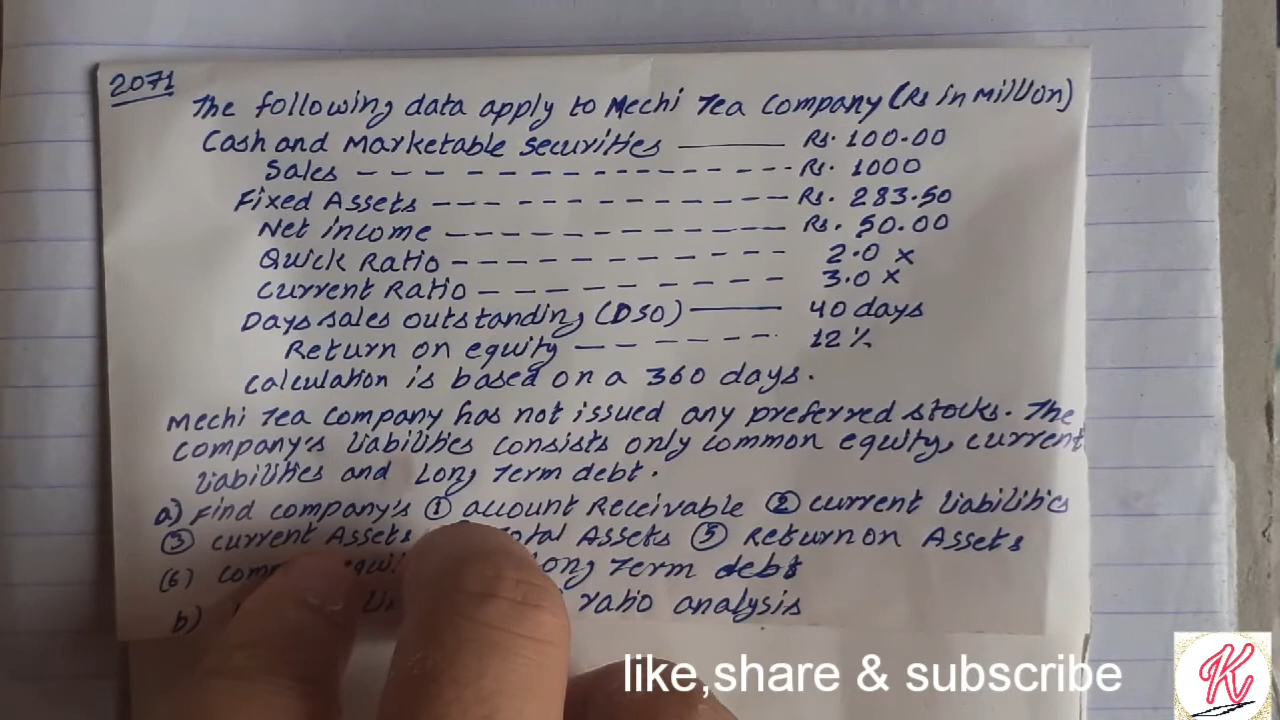 2071
The following data apply to Mechi Tea Company (Rs in Million)
Cash and Marketable Securities ——— Rs. 100.00
Sales - - - - - - - - - - - - - - Rs. 1000
Fixed Assets - - - - - - - - - - - - Rs. 283.50
Net income - - - - - - - - - - - - Rs. 50.00
Quick Ratio - - - - - - - - - - - 2.0 x
Current Ratio - - - - - - - - - - 3.0 x
Days sales outstanding (DSO) ——— 40 days
Return on equity - - - - - - - 12 %
Calculation is based on a 360 days.
Mechi Tea Company has not issued any preferred stocks. The
Company's liabilities consists only common equity, current
liabilities and Long Term debt.
a) Find company's ① account Receivable ② current liabilities
③ current Assets Total Assets ⑤ Return on Assets
(6) Long Term debt
b) ratio analysis
like,share & subscribe
K